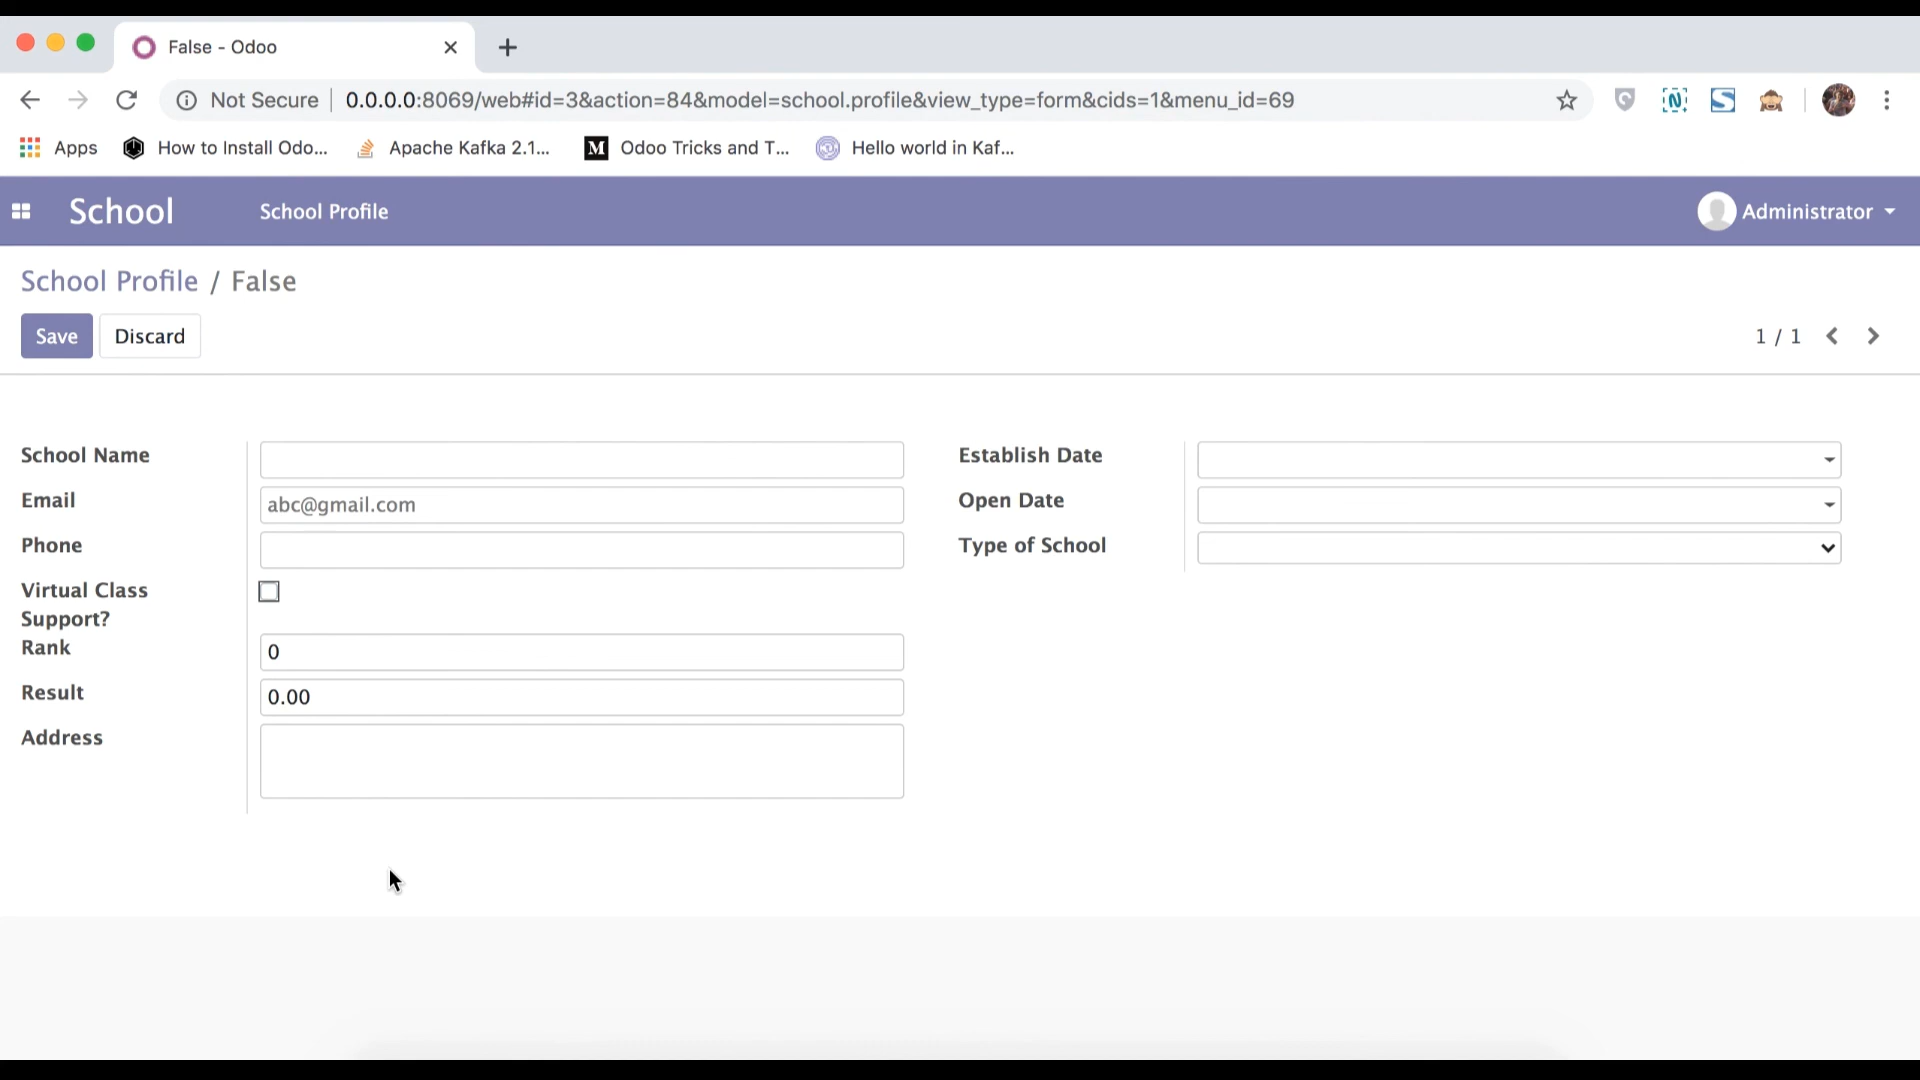 False - Odoo
Not Secure 0.0.0.0:8069/web#id=3&action=84&model=school.profile&view_type=form&cids=1&menu_id=69
Apps How to Install Odo... Apache Kafka 2.1... Odoo Tricks and T... Hello world in Kaf...
School School Profile Administrator
School Profile / False
Save Discard 1 / 1
School Name Establish Date
Email abc@gmail.com Open Date
Phone Type of School
Virtual Class
Support?
Rank 0
Result 0.00
Address